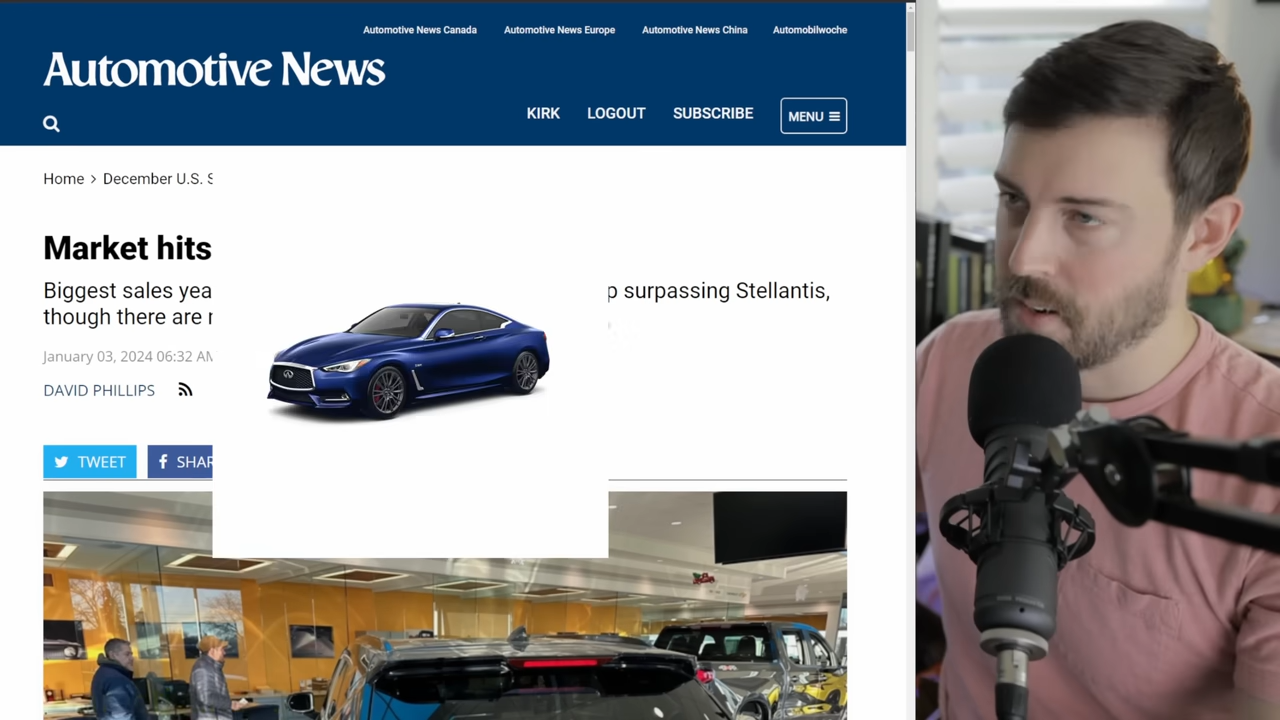 Automotive News Canada Automotive News Europe Automotive News China Automobilwoche
Automotive News
KIRK LOGOUT SUBSCRIBE MENU
Home > December U.S. S
Market hits
Biggest sales yea p surpassing Stellantis,
though there are
January 03, 2024 06:32 AM
DAVID PHILLIPS
TWEET SHAR